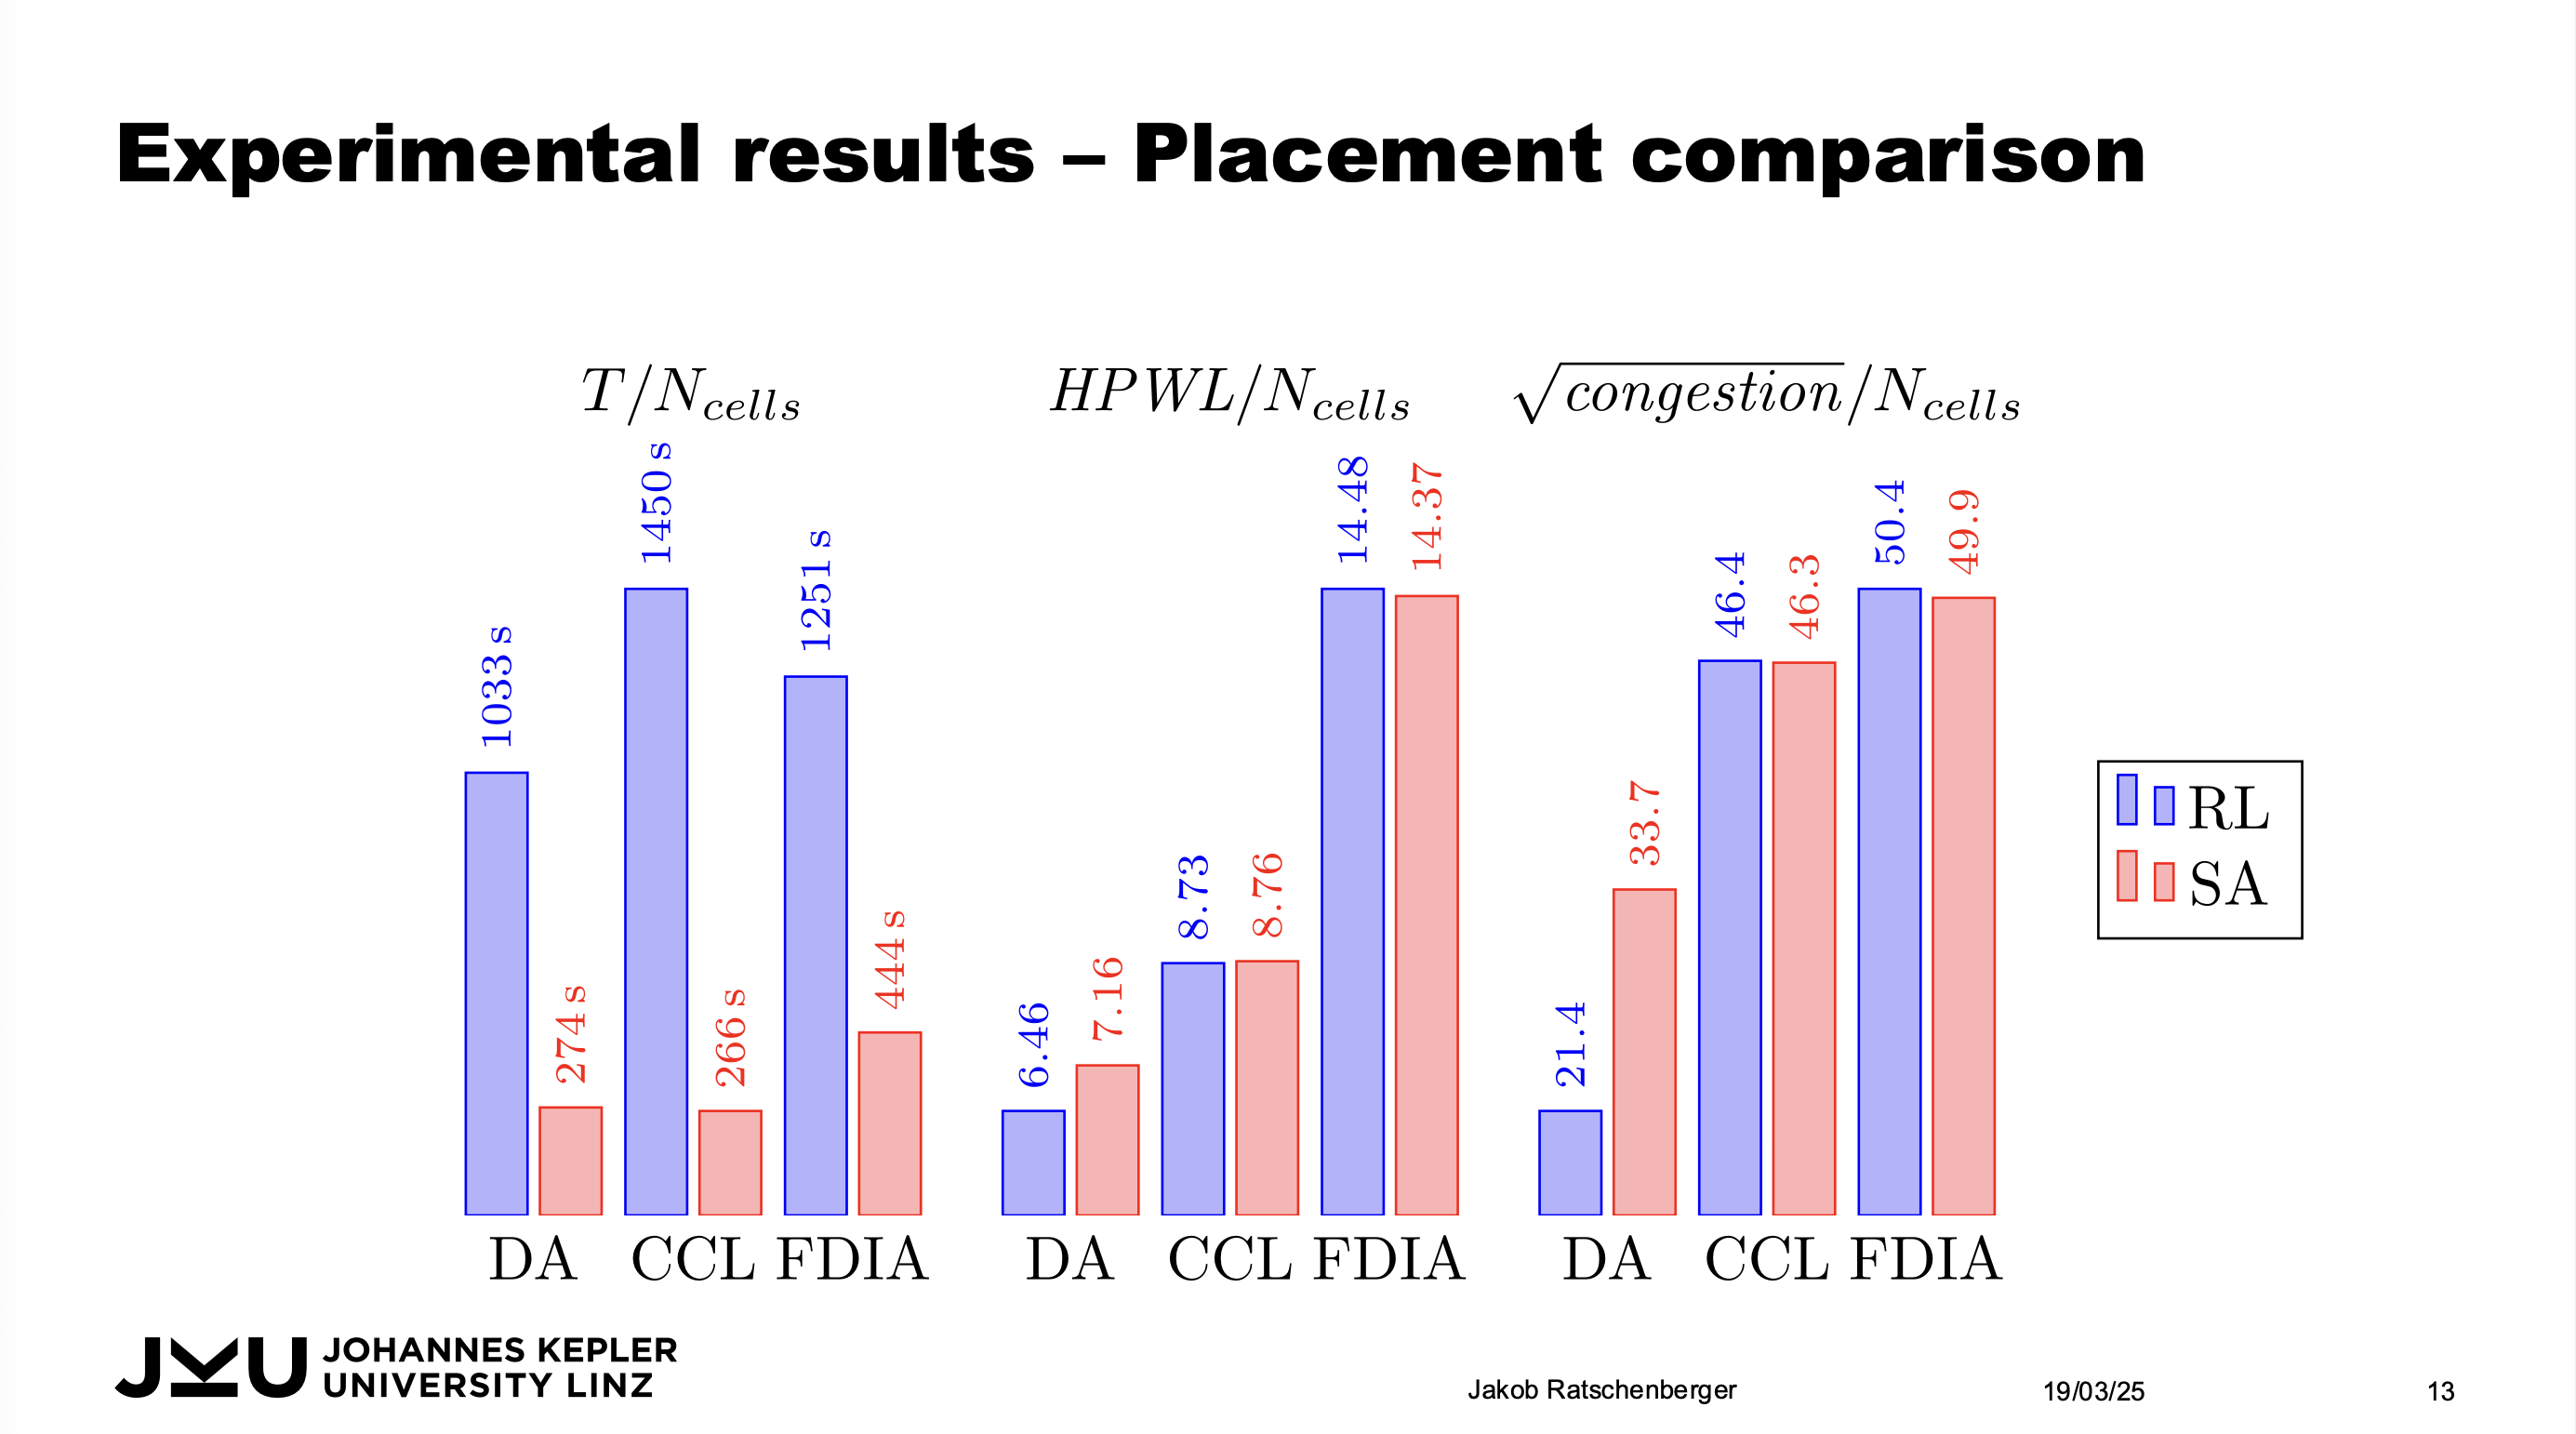 Experimental results – Placement comparison
T/N_cells
HPWL/N_cells
√congestion/N_cells
1033 s
274 s
1450 s
266 s
1251 s
444 s
6.46
7.16
8.73
8.76
14.48
14.37
21.4
33.7
46.4
46.3
50.4
49.9
DA CCL FDIA
DA CCL FDIA
DA CCL FDIA
RL
SA
JKU JOHANNES KEPLER
UNIVERSITY LINZ
Jakob Ratschenberger
19/03/25
13